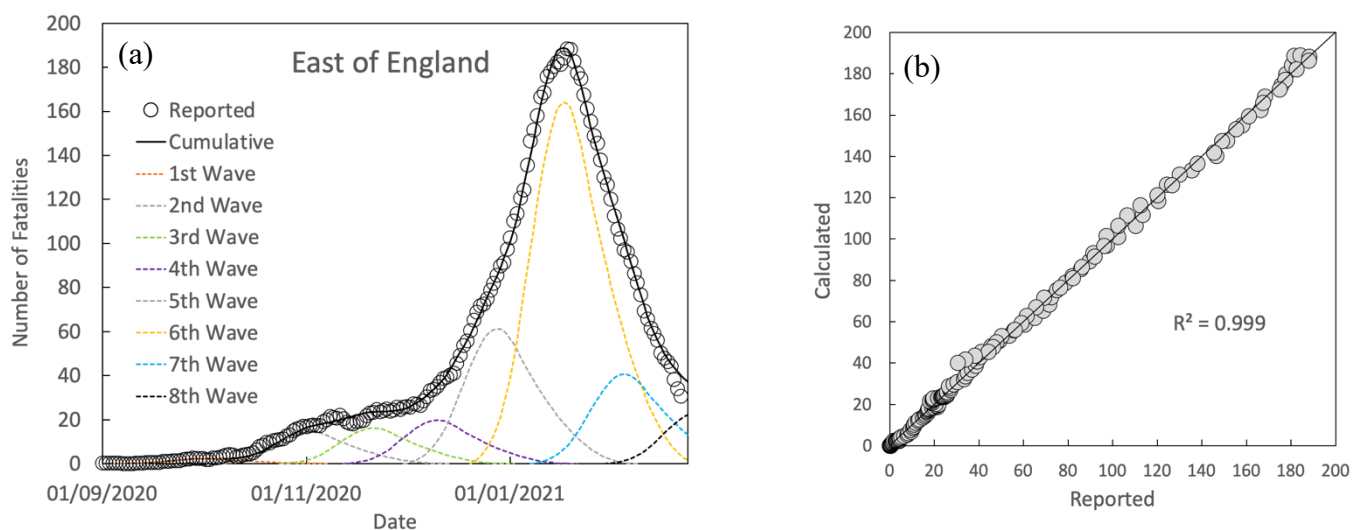 (a)
East of England
Number of Fatalities
200
180
160
140
120
100
80
60
40
20
0
Reported
Cumulative
1st Wave
2nd Wave
3rd Wave
4th Wave
5th Wave
6th Wave
7th Wave
8th Wave
01/09/2020
01/11/2020
01/01/2021
Date
(b)
Calculated
200
180
160
140
120
100
80
60
40
20
0
R² = 0.999
0 20 40 60 80 100 120 140 160 180 200
Reported